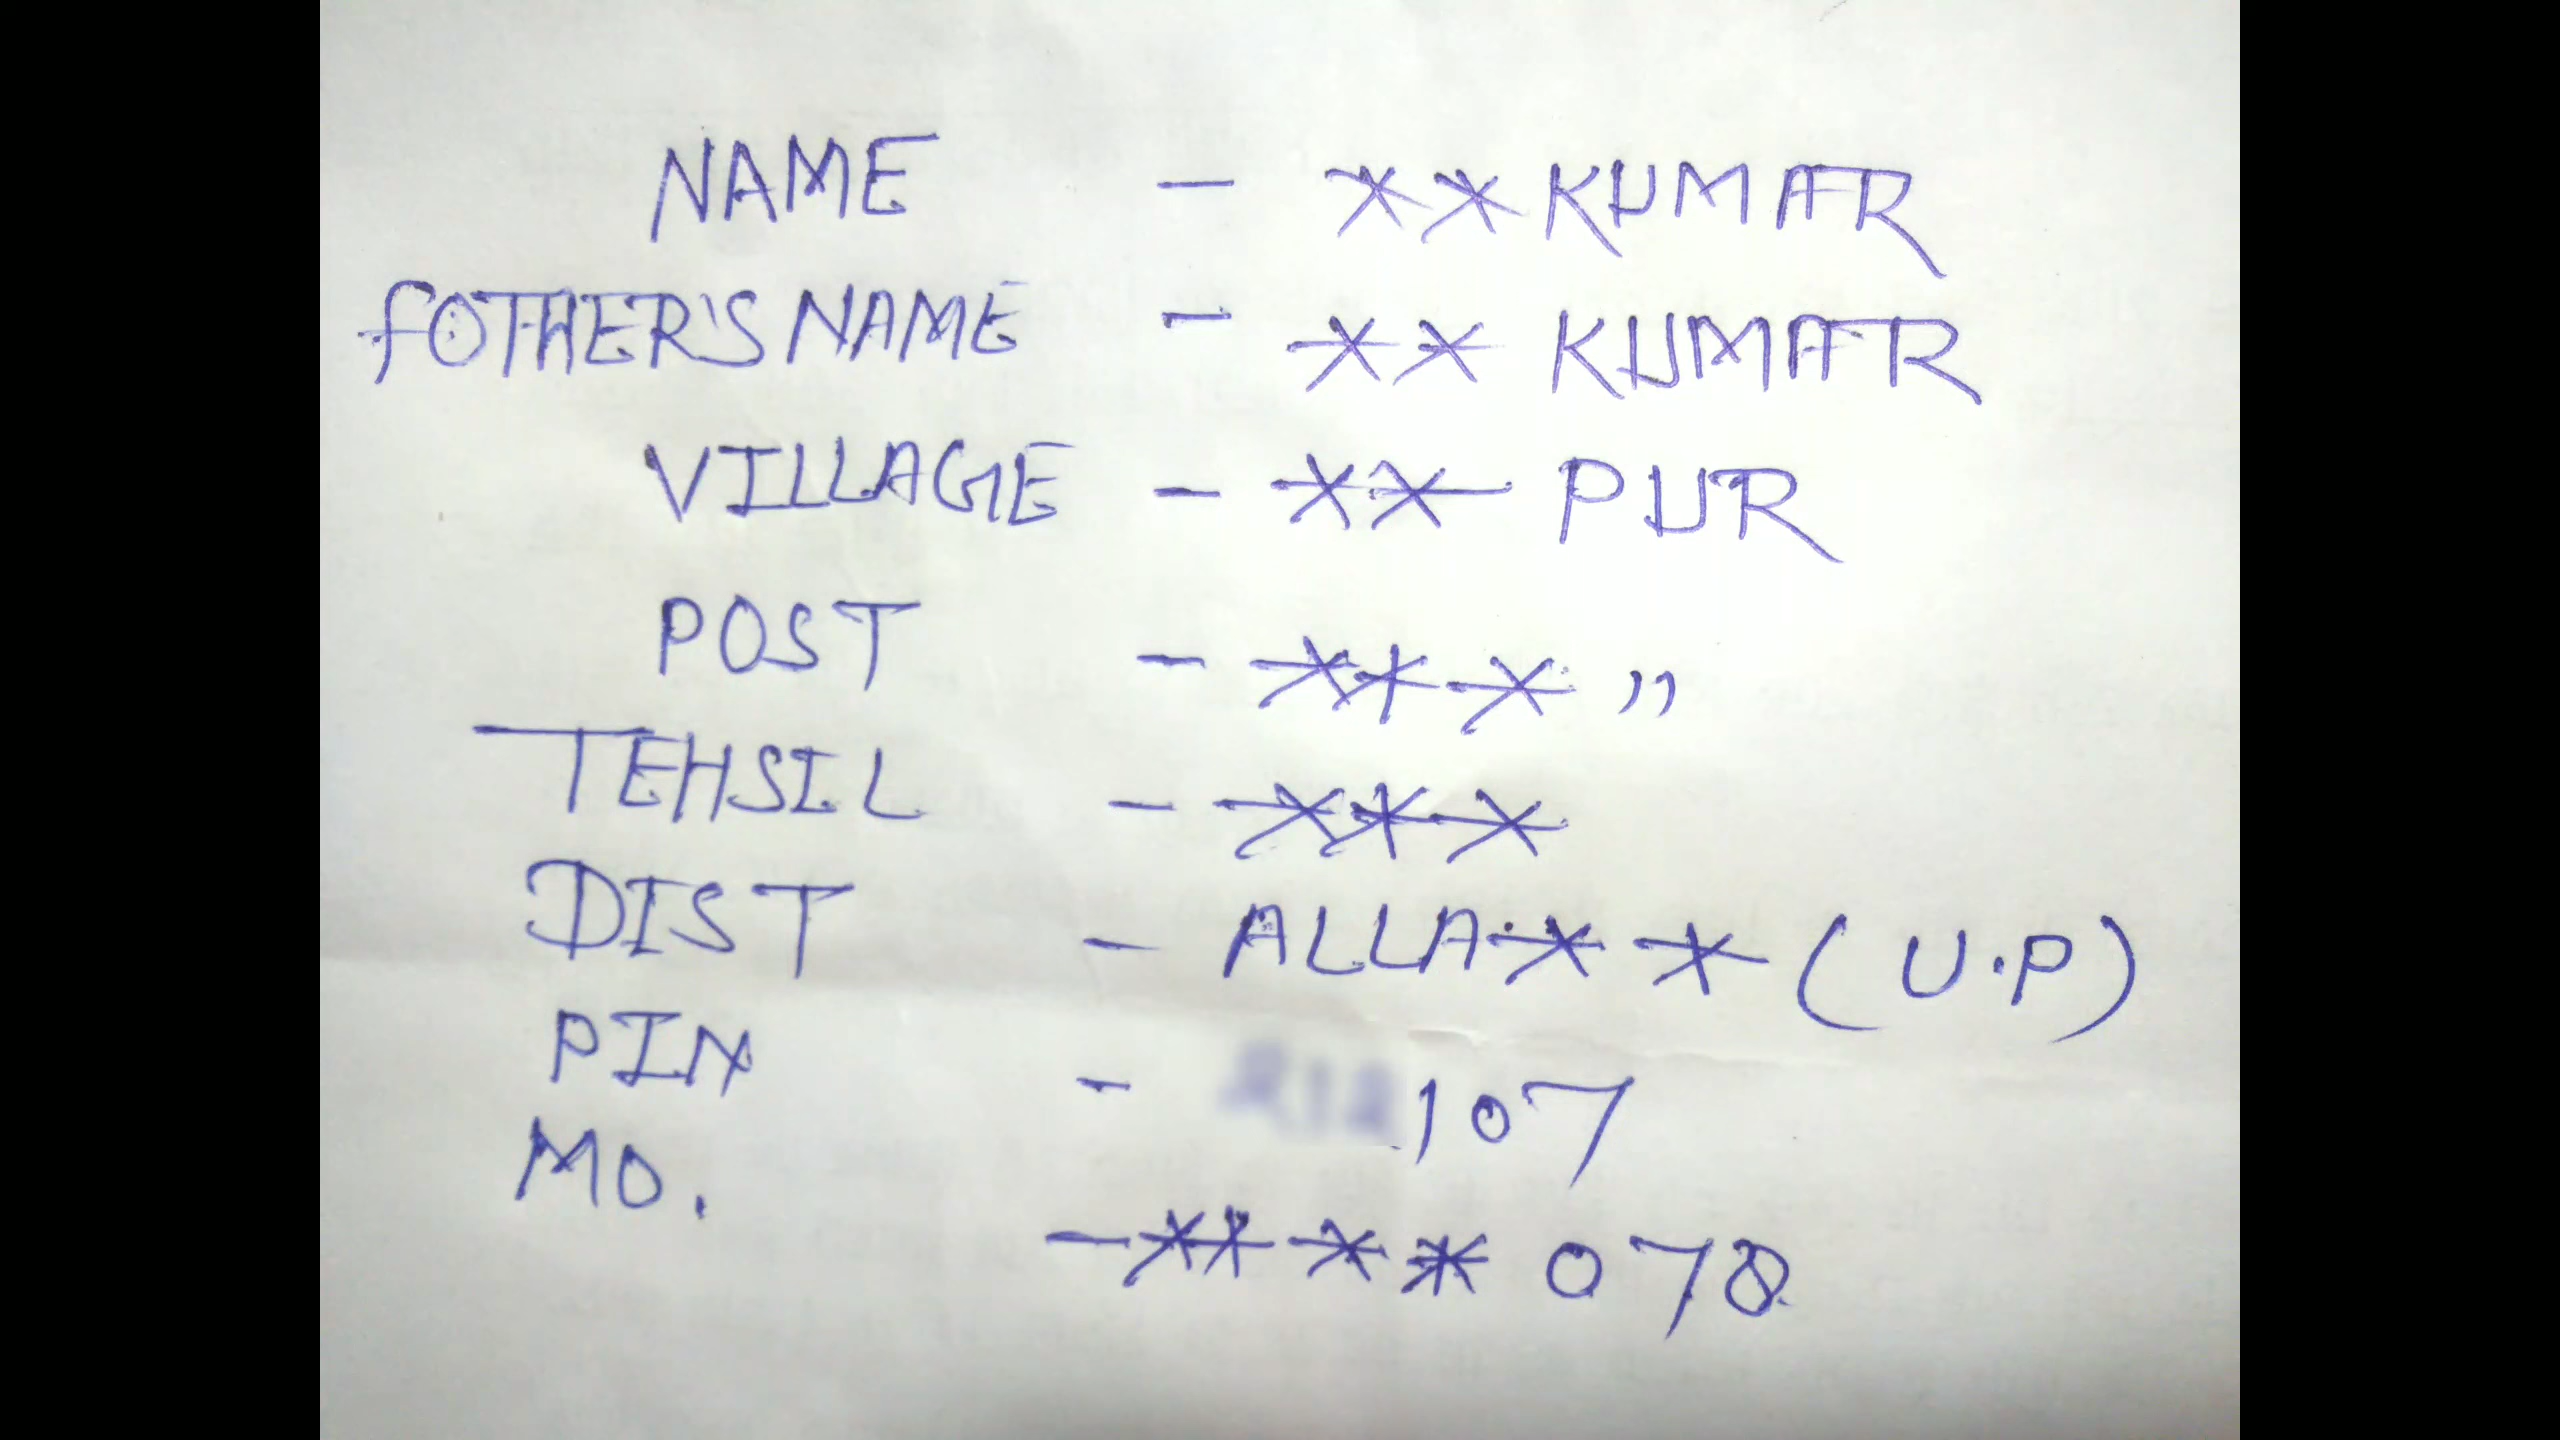 NAME - ** KUMAR
FOTHER'S NAME - ** KUMAR
VILLAGE - ** PUR
POST - *** ,,
TEHSIL - ***
DIST - ALLA ** (U.P)
PIN - 107
MO. - **** 078